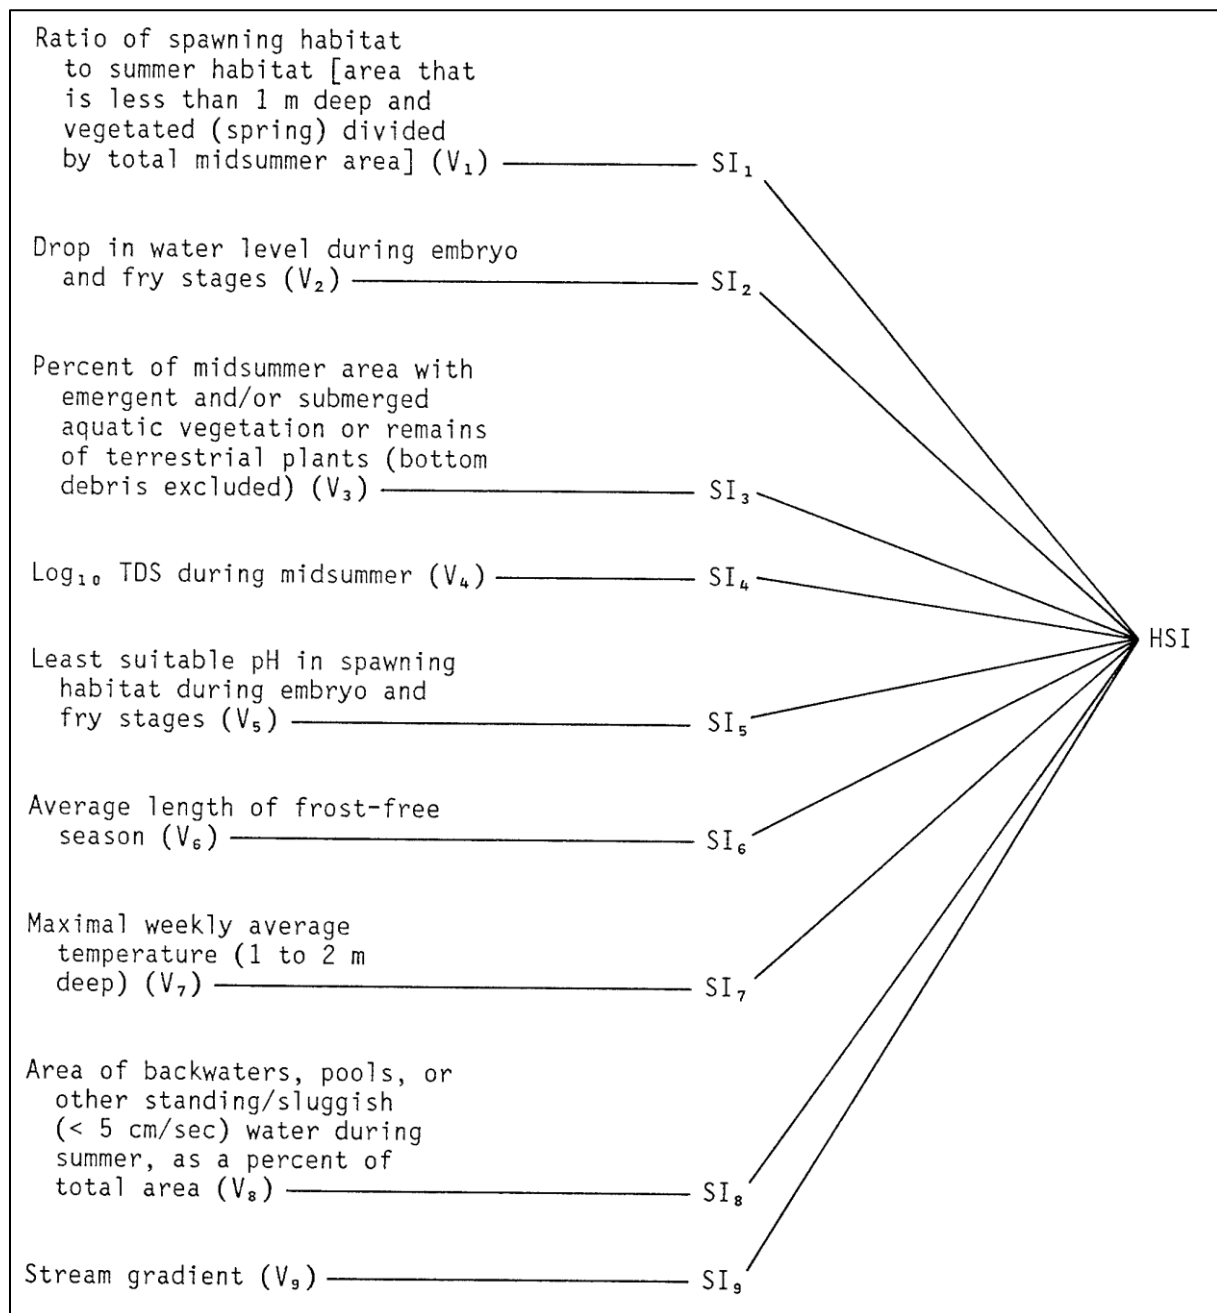 Ratio of spawning habitat
to summer habitat [area that
is less than 1 m deep and
vegetated (spring) divided
by total midsummer area] (V₁) SI₁
Drop in water level during embryo
and fry stages (V₂) SI₂
Percent of midsummer area with
emergent and/or submerged
aquatic vegetation or remains
of terrestrial plants (bottom
debris excluded) (V₃) SI₃
Log₁₀ TDS during midsummer (V₄) SI₄
HSI
Least suitable pH in spawning
habitat during embryo and
fry stages (V₅) SI₅
Average length of frost-free
season (V₆) SI₆
Maximal weekly average
temperature (1 to 2 m
deep) (V₇) SI₇
Area of backwaters, pools, or
other standing/sluggish
(< 5 cm/sec) water during
summer, as a percent of
total area (V₈) SI₈
Stream gradient (V₉) SI₉